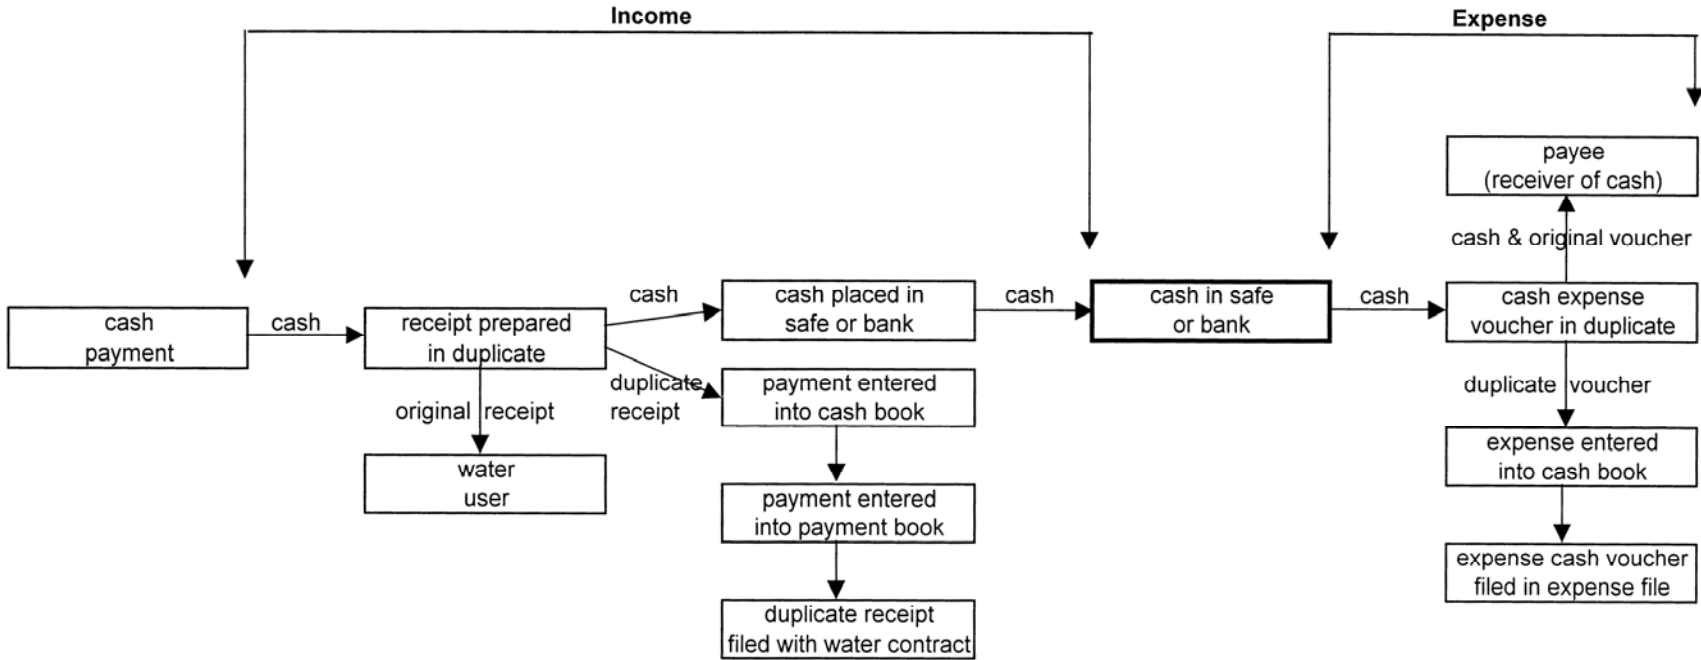 Income
Expense
payee
(receiver of cash)
cash & original voucher
cash
payment
cash
receipt prepared
in duplicate
cash
cash placed in
safe or bank
cash
cash in safe
or bank
cash
cash expense
voucher in duplicate
original receipt
duplicate
receipt
payment entered
into cash book
duplicate voucher
water
user
expense entered
into cash book
payment entered
into payment book
expense cash voucher
filed in expense file
duplicate receipt
filed with water contract